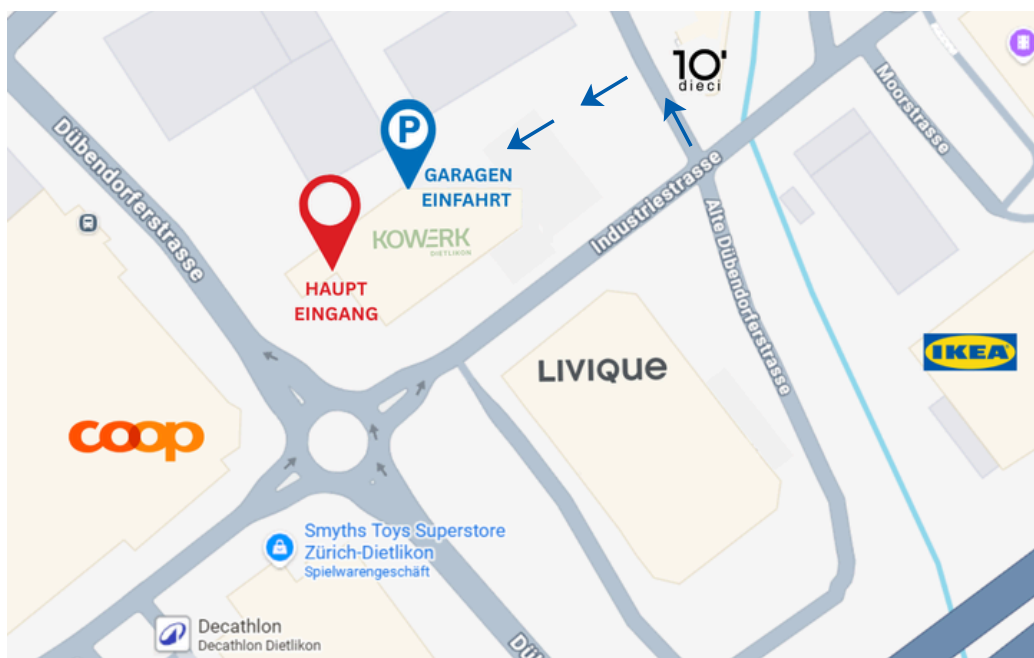 10'
dieci
Moorstrasse
P
Dübendorferstrasse
GARAGEN
EINFAHRT
Industriestrasse
KOWERK
DIETLIKON
Alte Dübendorferstrasse
HAUPT
EINGANG
IKEA
LIVIQUE
coop
Smyths Toys Superstore
Zürich-Dietlikon
Spielwarengeschäft
Decathlon
Decathlon Dietlikon
Dü